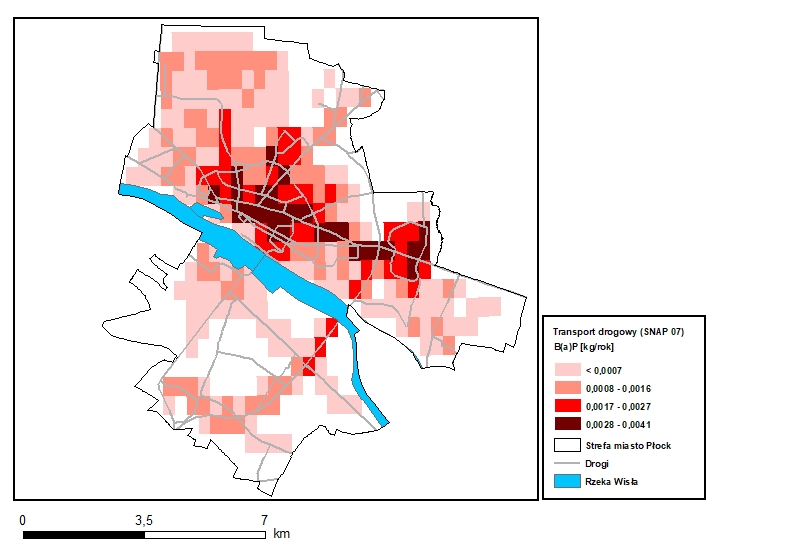 Transport drogowy (SNAP 07)
B(a)P [kg/rok]
< 0,0007
0,0008 - 0,0016
0,0017 - 0,0027
0,0028 - 0,0041
Strefa miasto Płock
Drogi
Rzeka Wisła
0 3,5 7
km